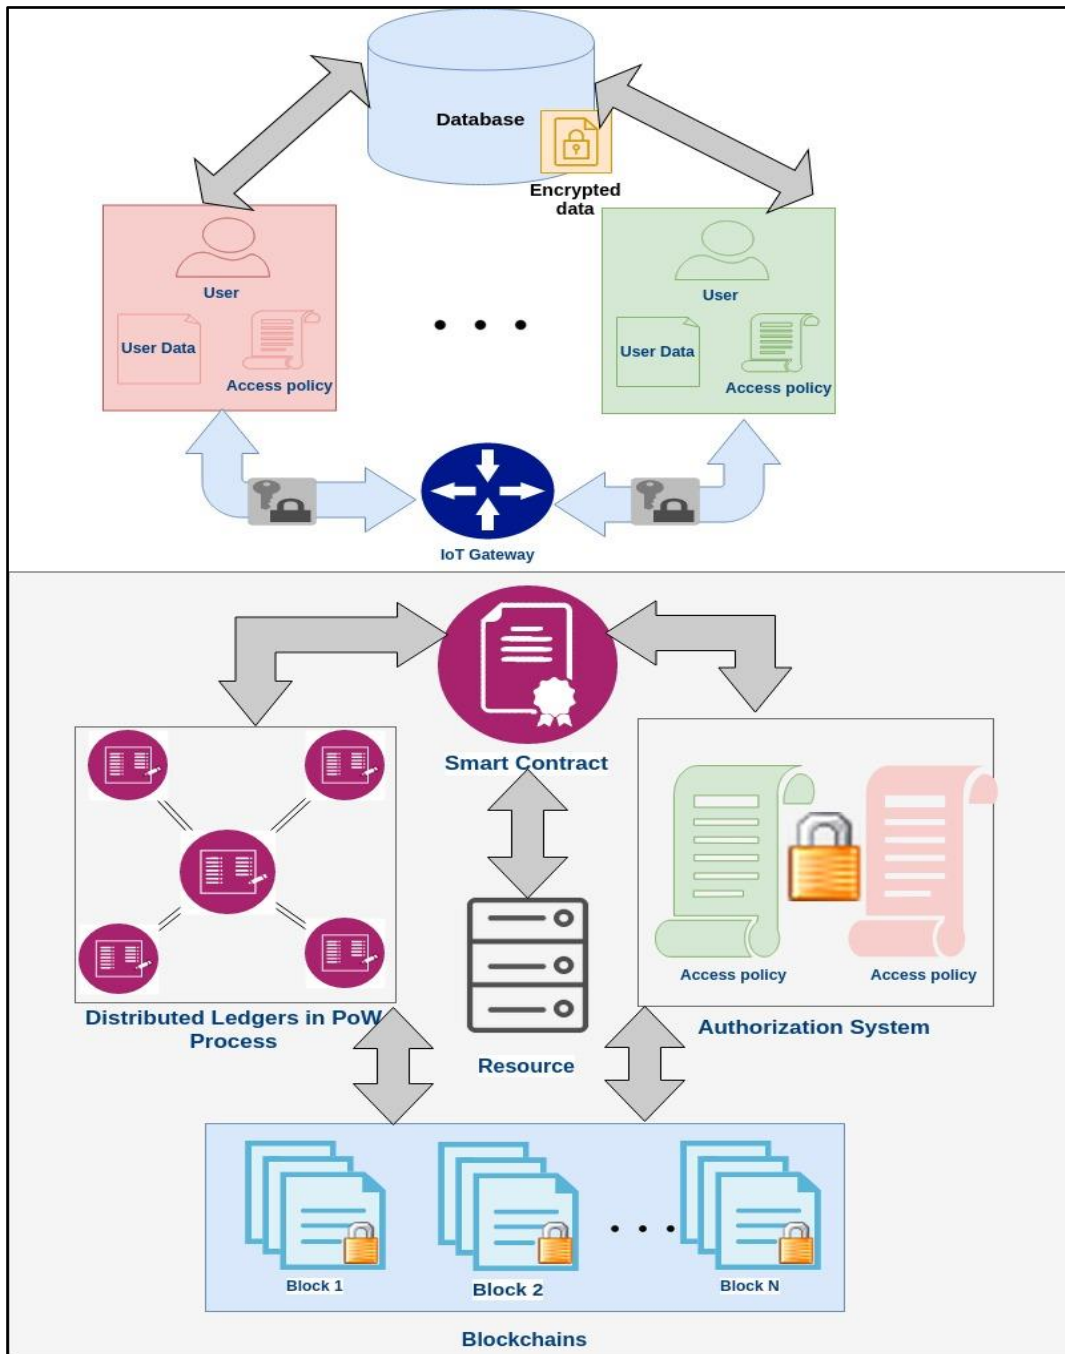 Database
Encrypted
data
User
User Data
Access policy
User
User Data
Access policy
IoT Gateway
Smart Contract
Distributed Ledgers in PoW
Process
Resource
Access policy
Access policy
Authorization System
Block 1
Block 2
Block N
Blockchains